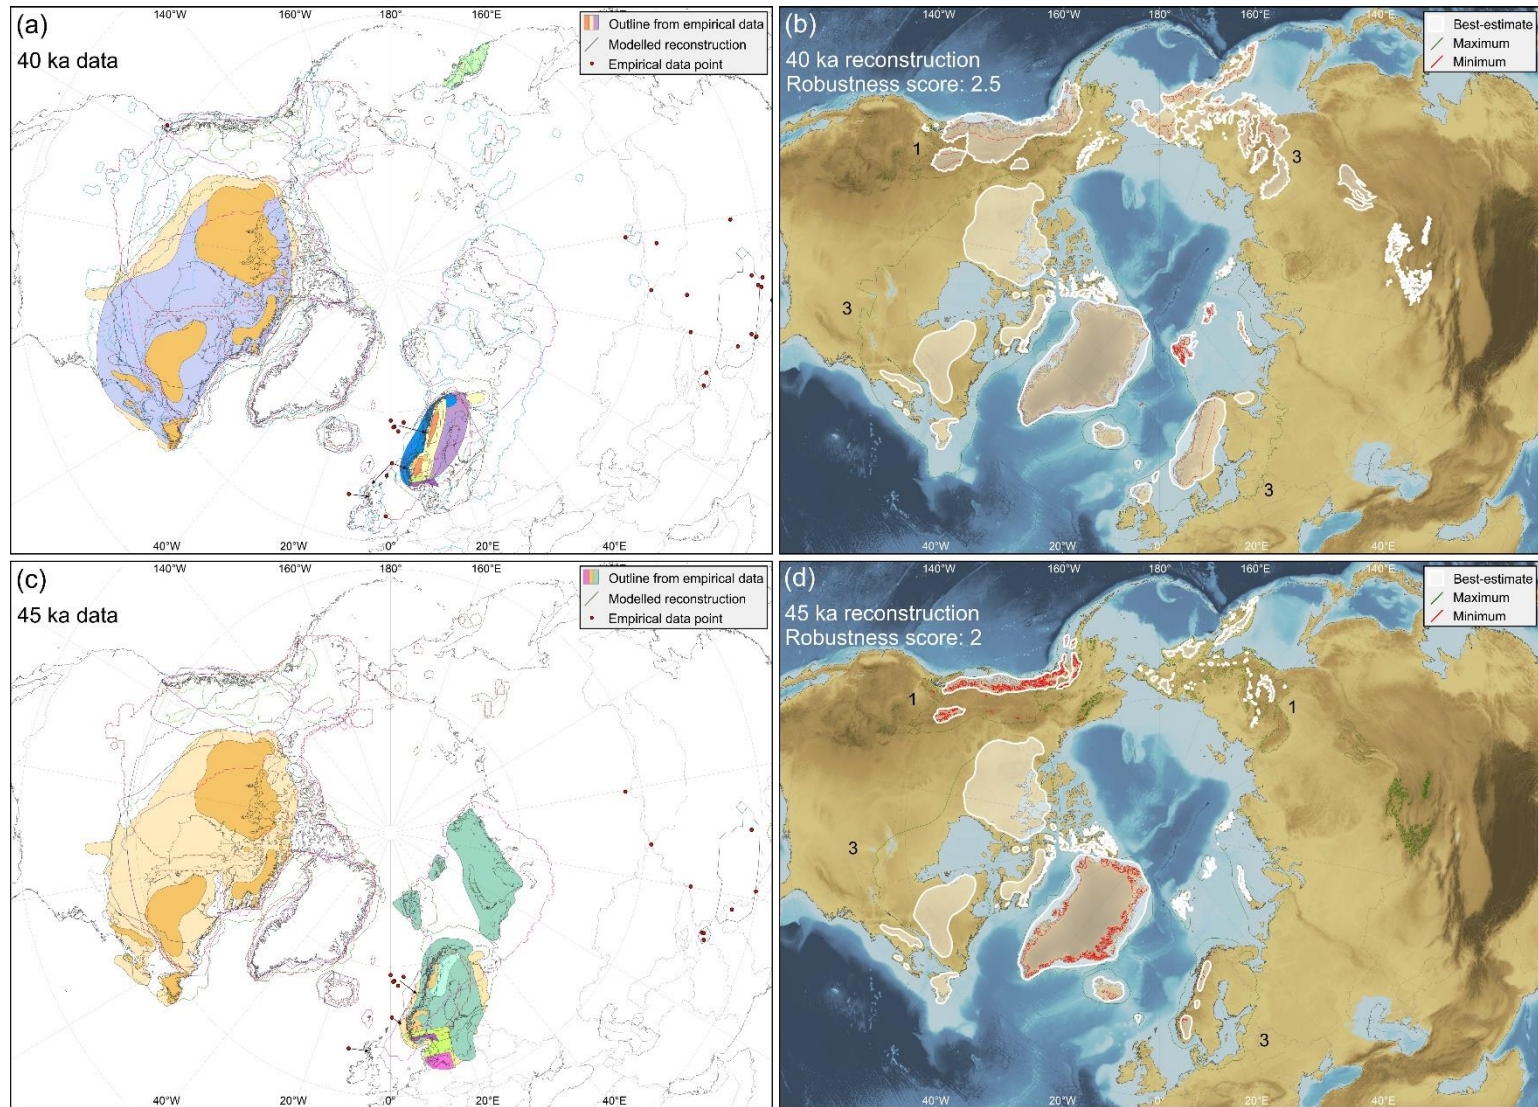 (a)
40 ka data
140°W
160°W
180°
160°E
140°E
Outline from empirical data
Modelled reconstruction
Empirical data point
40°W
20°W
0°
20°E
40°E
(b)
40 ka reconstruction
Robustness score: 2.5
140°W
160°W
180°
160°E
140°E
Best-estimate
Maximum
Minimum
1
3
3
3
40°W
20°W
0°
20°E
40°E
(c)
45 ka data
140°W
160°W
180°
160°E
140°E
Outline from empirical data
Modelled reconstruction
Empirical data point
40°W
20°W
0°
20°E
40°E
(d)
45 ka reconstruction
Robustness score: 2
140°W
160°W
180°
160°E
140°E
Best-estimate
Maximum
Minimum
1
1
3
3
40°W
20°W
0°
20°E
40°E